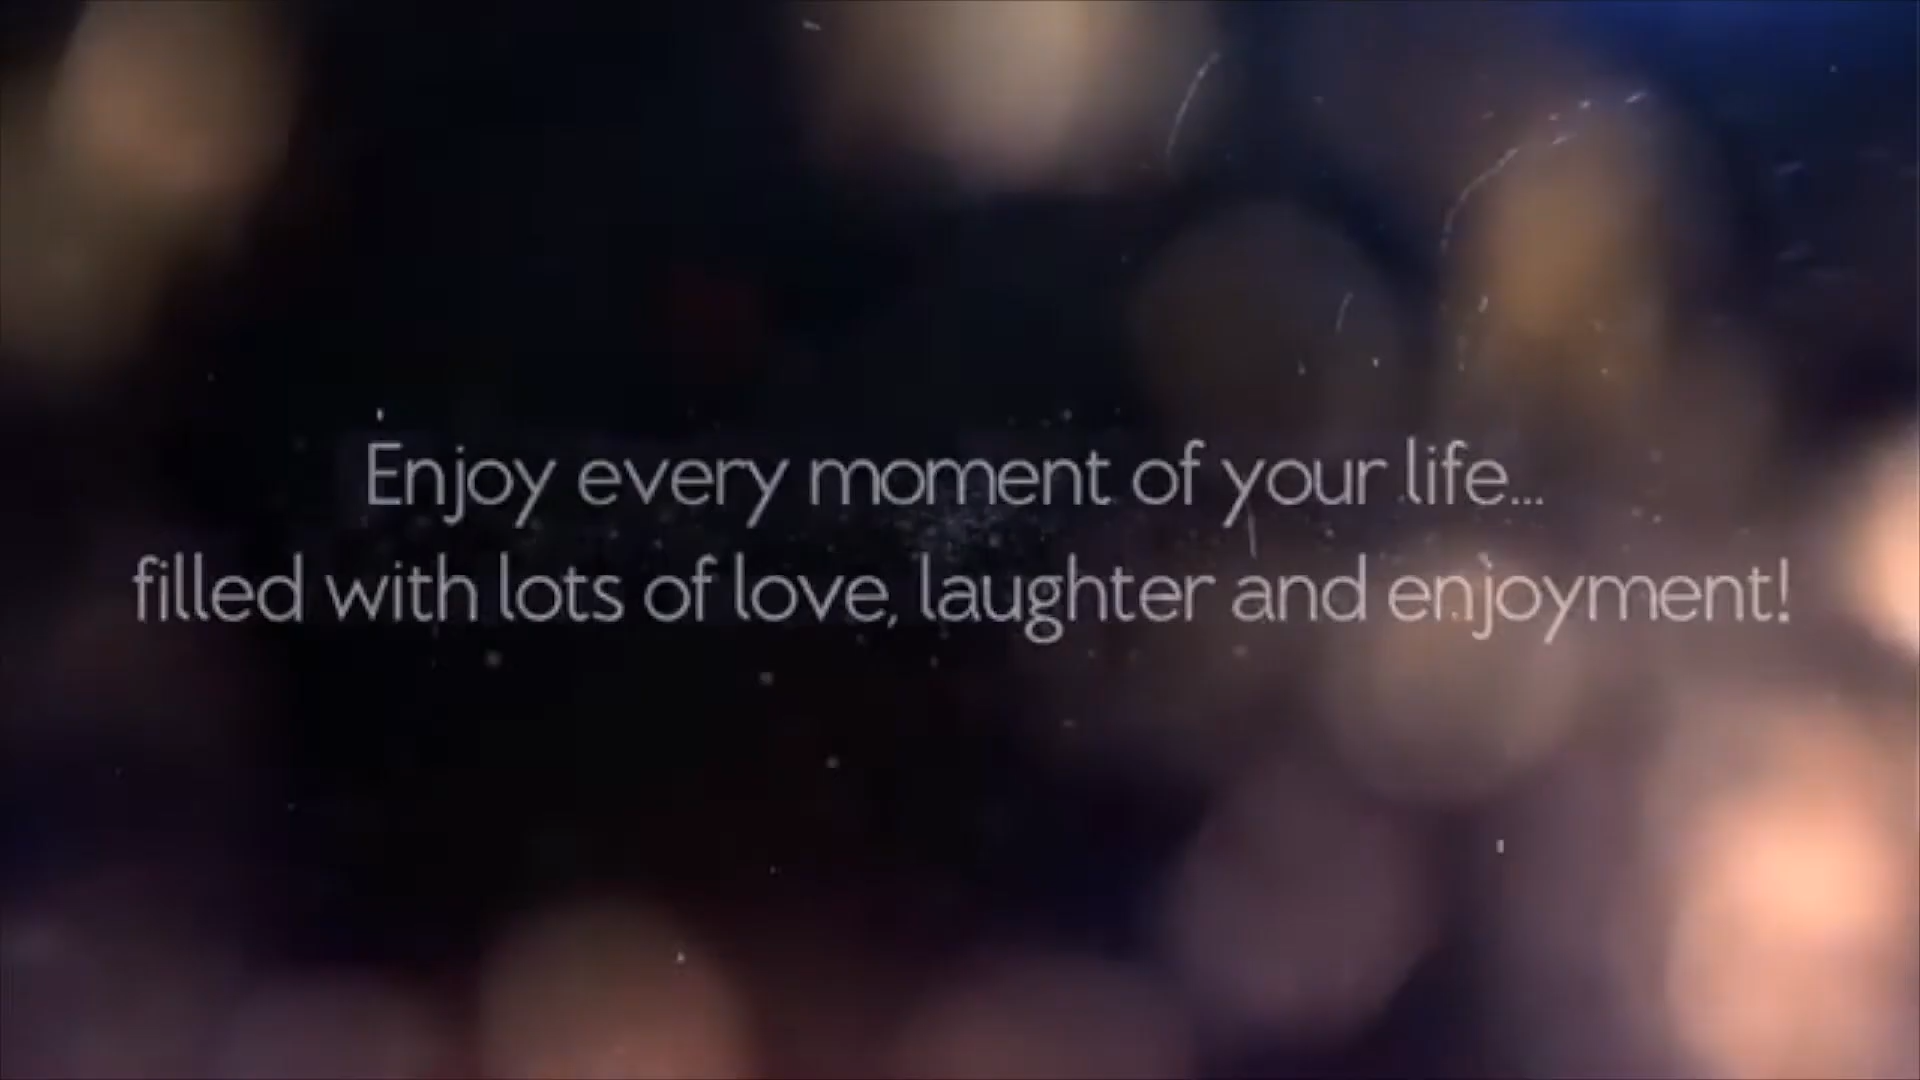 Enjoy every moment of your life...
filled with lots of love, laughter and enjoyment!